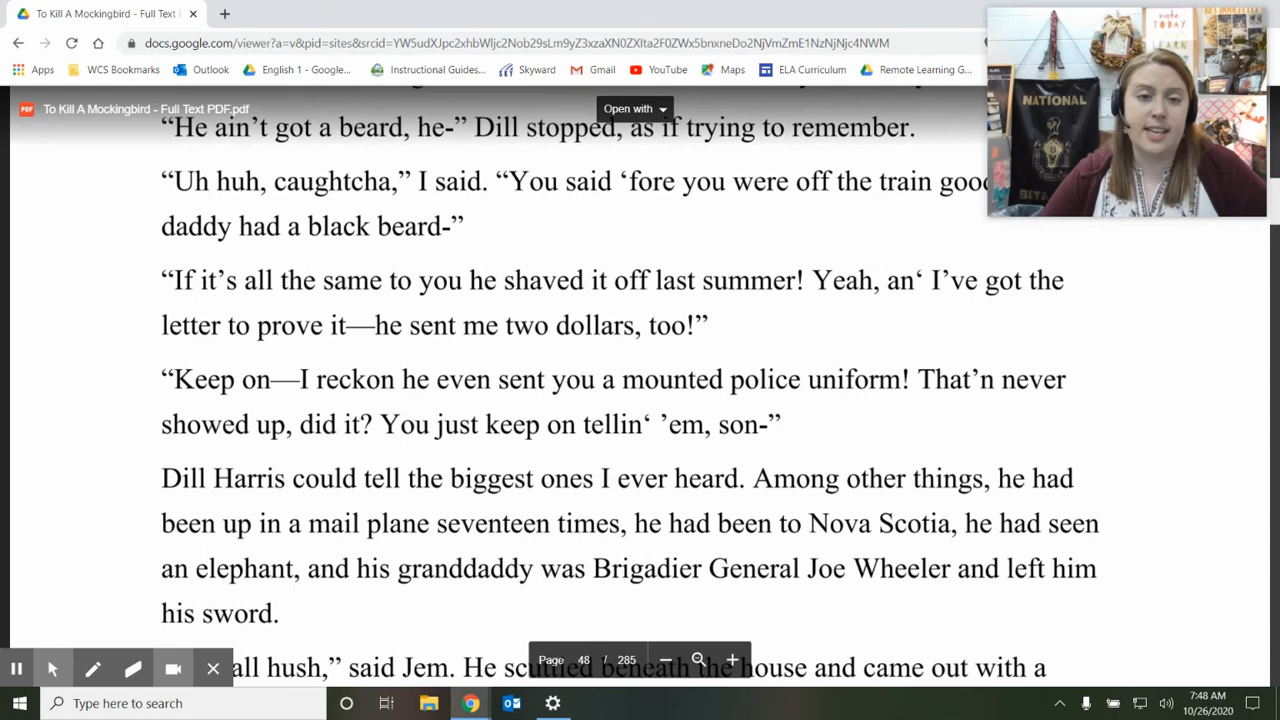 To Kill A Mockingbird - Full Text
docs.google.com/viewer?a=v&pid=sites&srcid=YW5udXJpc2xhbWljc2Nob29sLm9yZ3xzaXN0ZXIta2F0ZWx5bnxneDo2NjVmZmE1NzNjNjc4NWM
Apps WCS Bookmarks Outlook English 1 - Google... Instructional Guides... Skyward Gmail YouTube Maps ELA Curriculum Remote Learning G...
To Kill A Mockingbird - Full Text PDF.pdf
Open with
“He ain’t got a beard, he-” Dill stopped, as if trying to remember.
“Uh huh, caughtcha,” I said. “You said ‘fore you were off the train good
daddy had a black beard-”
“If it’s all the same to you he shaved it off last summer! Yeah, an‘ I’ve got the
letter to prove it—he sent me two dollars, too!”
“Keep on—I reckon he even sent you a mounted police uniform! That’n never
showed up, did it? You just keep on tellin‘ ’em, son-”
Dill Harris could tell the biggest ones I ever heard. Among other things, he had
been up in a mail plane seventeen times, he had been to Nova Scotia, he had seen
an elephant, and his granddaddy was Brigadier General Joe Wheeler and left him
his sword.
all hush,” said Jem. He scuttled beneath the house and came out with a
Page 48 / 285
NATIONAL
make
TODAY
Type here to search
7:48 AM
10/26/2020